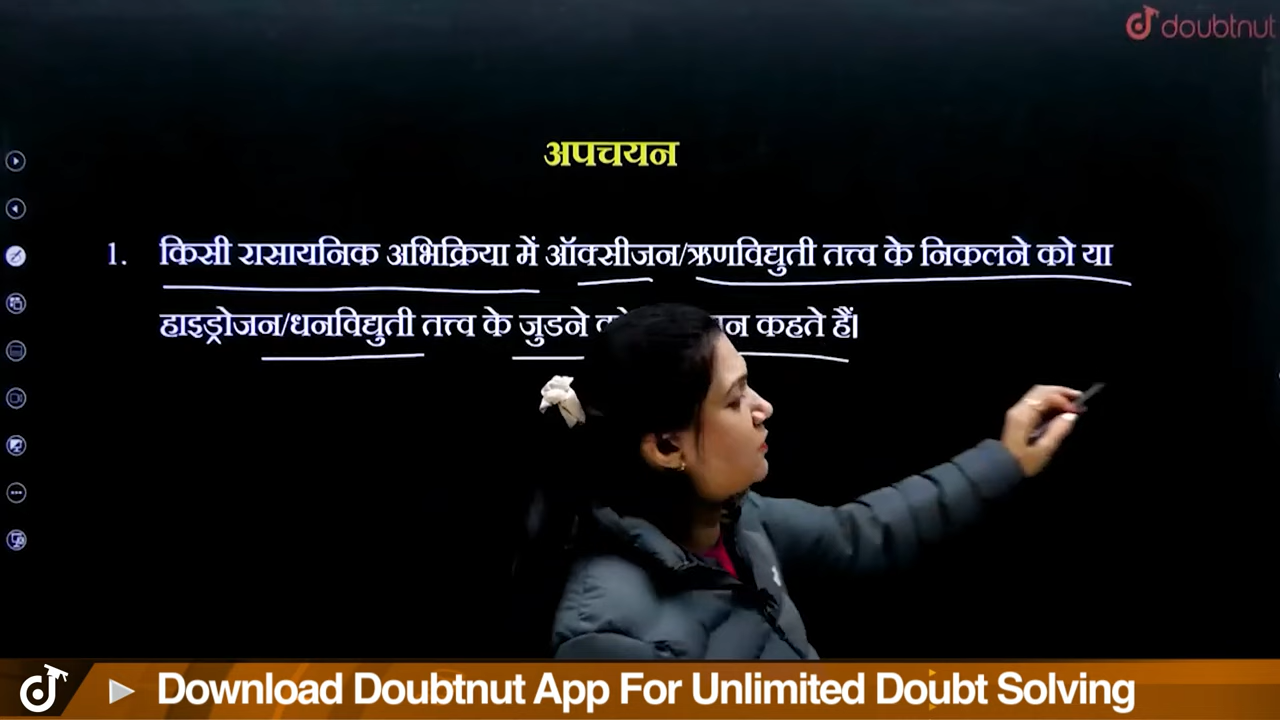 doubtnut
अपचयन
1. किसी रासायनिक अभिक्रिया में ऑक्सीजन/ऋणविद्युती तत्त्व के निकलने को या
हाइड्रोजन/धनविद्युती तत्त्व के जुडने कहते हैं।
Download Doubtnut App For Unlimited Doubt Solving